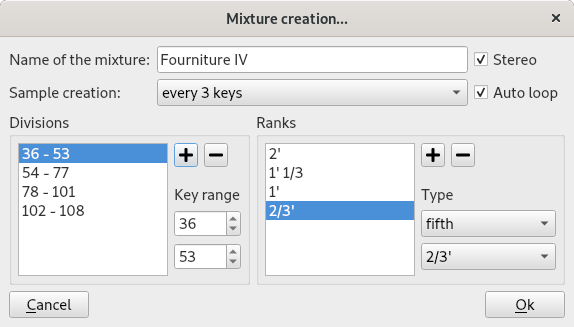 Mixture creation...
Name of the mixture: Fourniture IV Stereo
Sample creation: every 3 keys Auto loop
Divisions Ranks
36 - 53
54 - 77
78 - 101
102 - 108
Key range
36
53
2'
1' 1/3
1'
2/3'
Type
fifth
2/3'
Cancel Ok